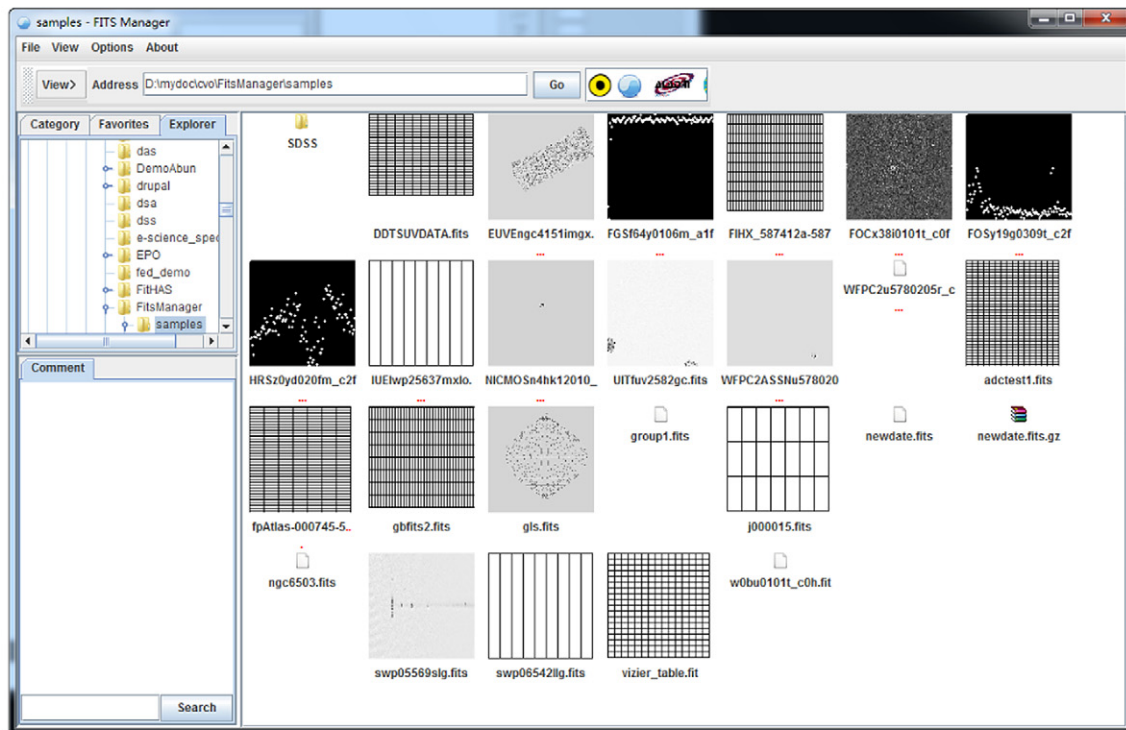 samples - FITS Manager
File View Options About
View> Address D:\mydoc\cvo\FitsManager\samples Go
Category Favorites Explorer
das
DemoAbun
drupal
dsa
dss
e-science_spec
EPO
fed_demo
FitHAS
FitsManager
samples
Comment
Search
SDSS
DDTSUVDATA.fits
EUVEngc4151imgx.
...
FGSf64y0106m_a1f
...
FIHX_587412a-587
FOCx38i0101t_c0f
...
FOSy19g0309t_c2f
...
HRSz0yd020fm_c2f
...
IUElwp25637mxlo.
...
NICMOSn4hk12010_
...
UITfuv2582gc.fits
WFPC2ASSNu578020
...
WFPC2u5780205r_c
...
adctest1.fits
fpAtlas-000745-5..
.
gbfits2.fits
gls.fits
group1.fits
j000015.fits
newdate.fits
newdate.fits.gz
ngc6503.fits
swp05569slg.fits
swp06542llg.fits
vizier_table.fit
w0bu0101t_c0h.fit